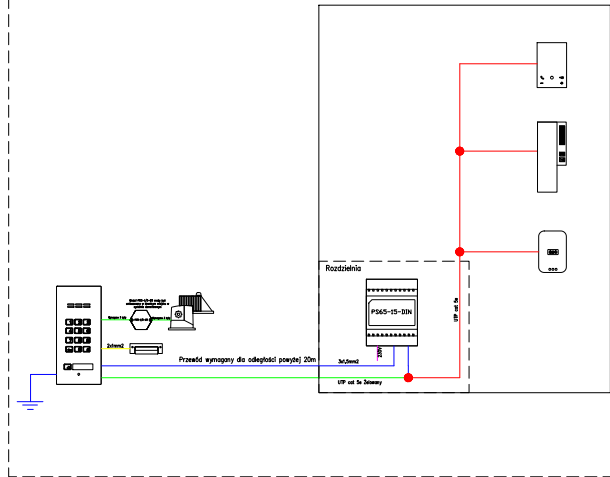 Rozdzielnia
PS65-15-DIN
UTP cat 5e
230V
2x1mm2
Przewód wymagany dla odległości powyżej 20m
3x1,5mm2
UTP cat 5e Żelowany